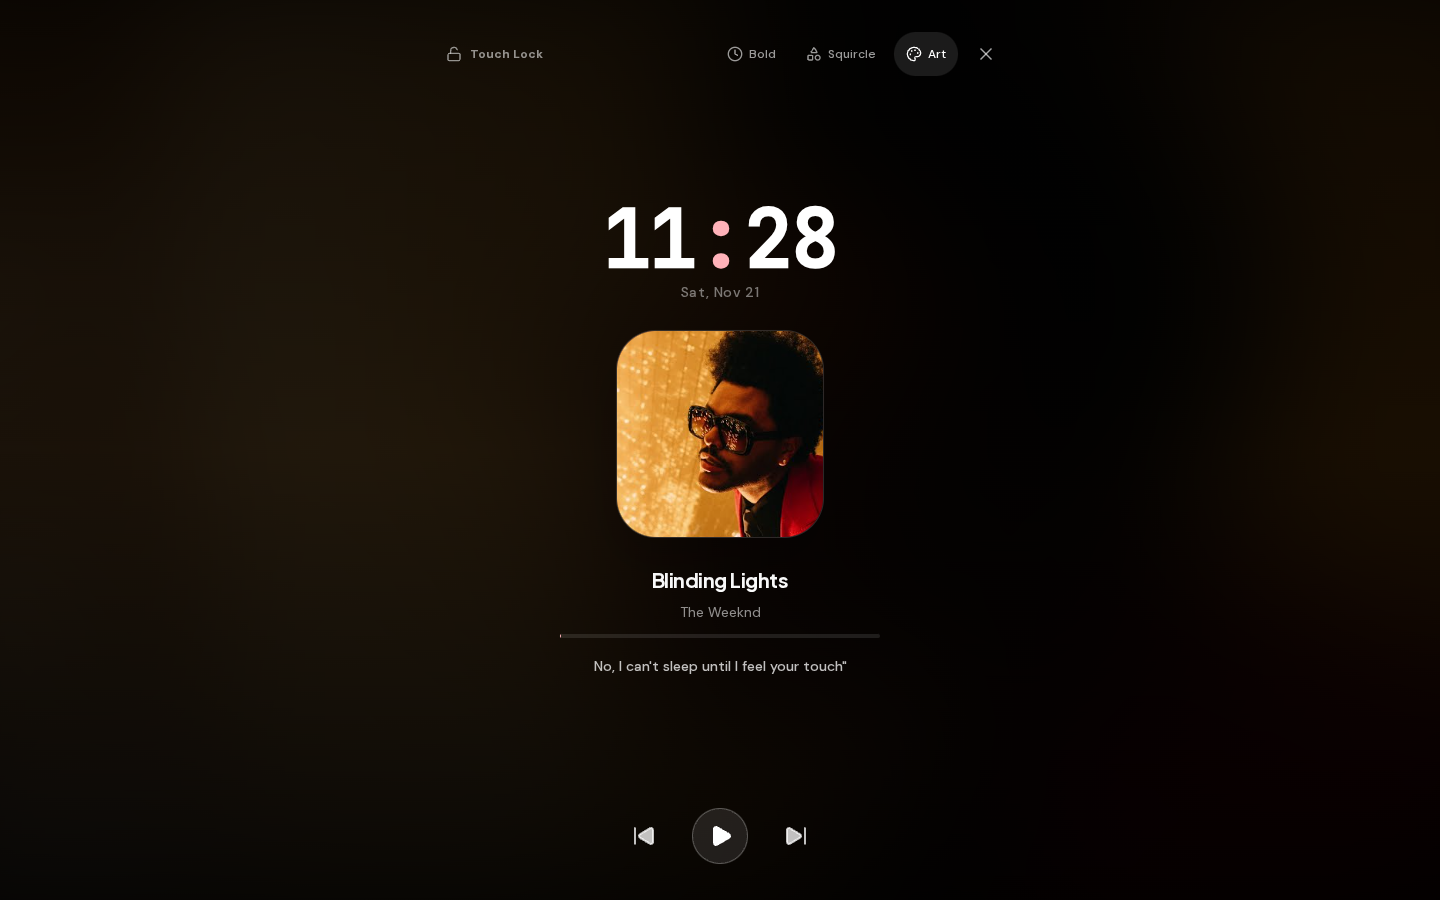 Touch Lock
Bold
Squircle
Art
11:28
Sat, Nov 21
Blinding Lights
The Weeknd
No, I can't sleep until I feel your touch"